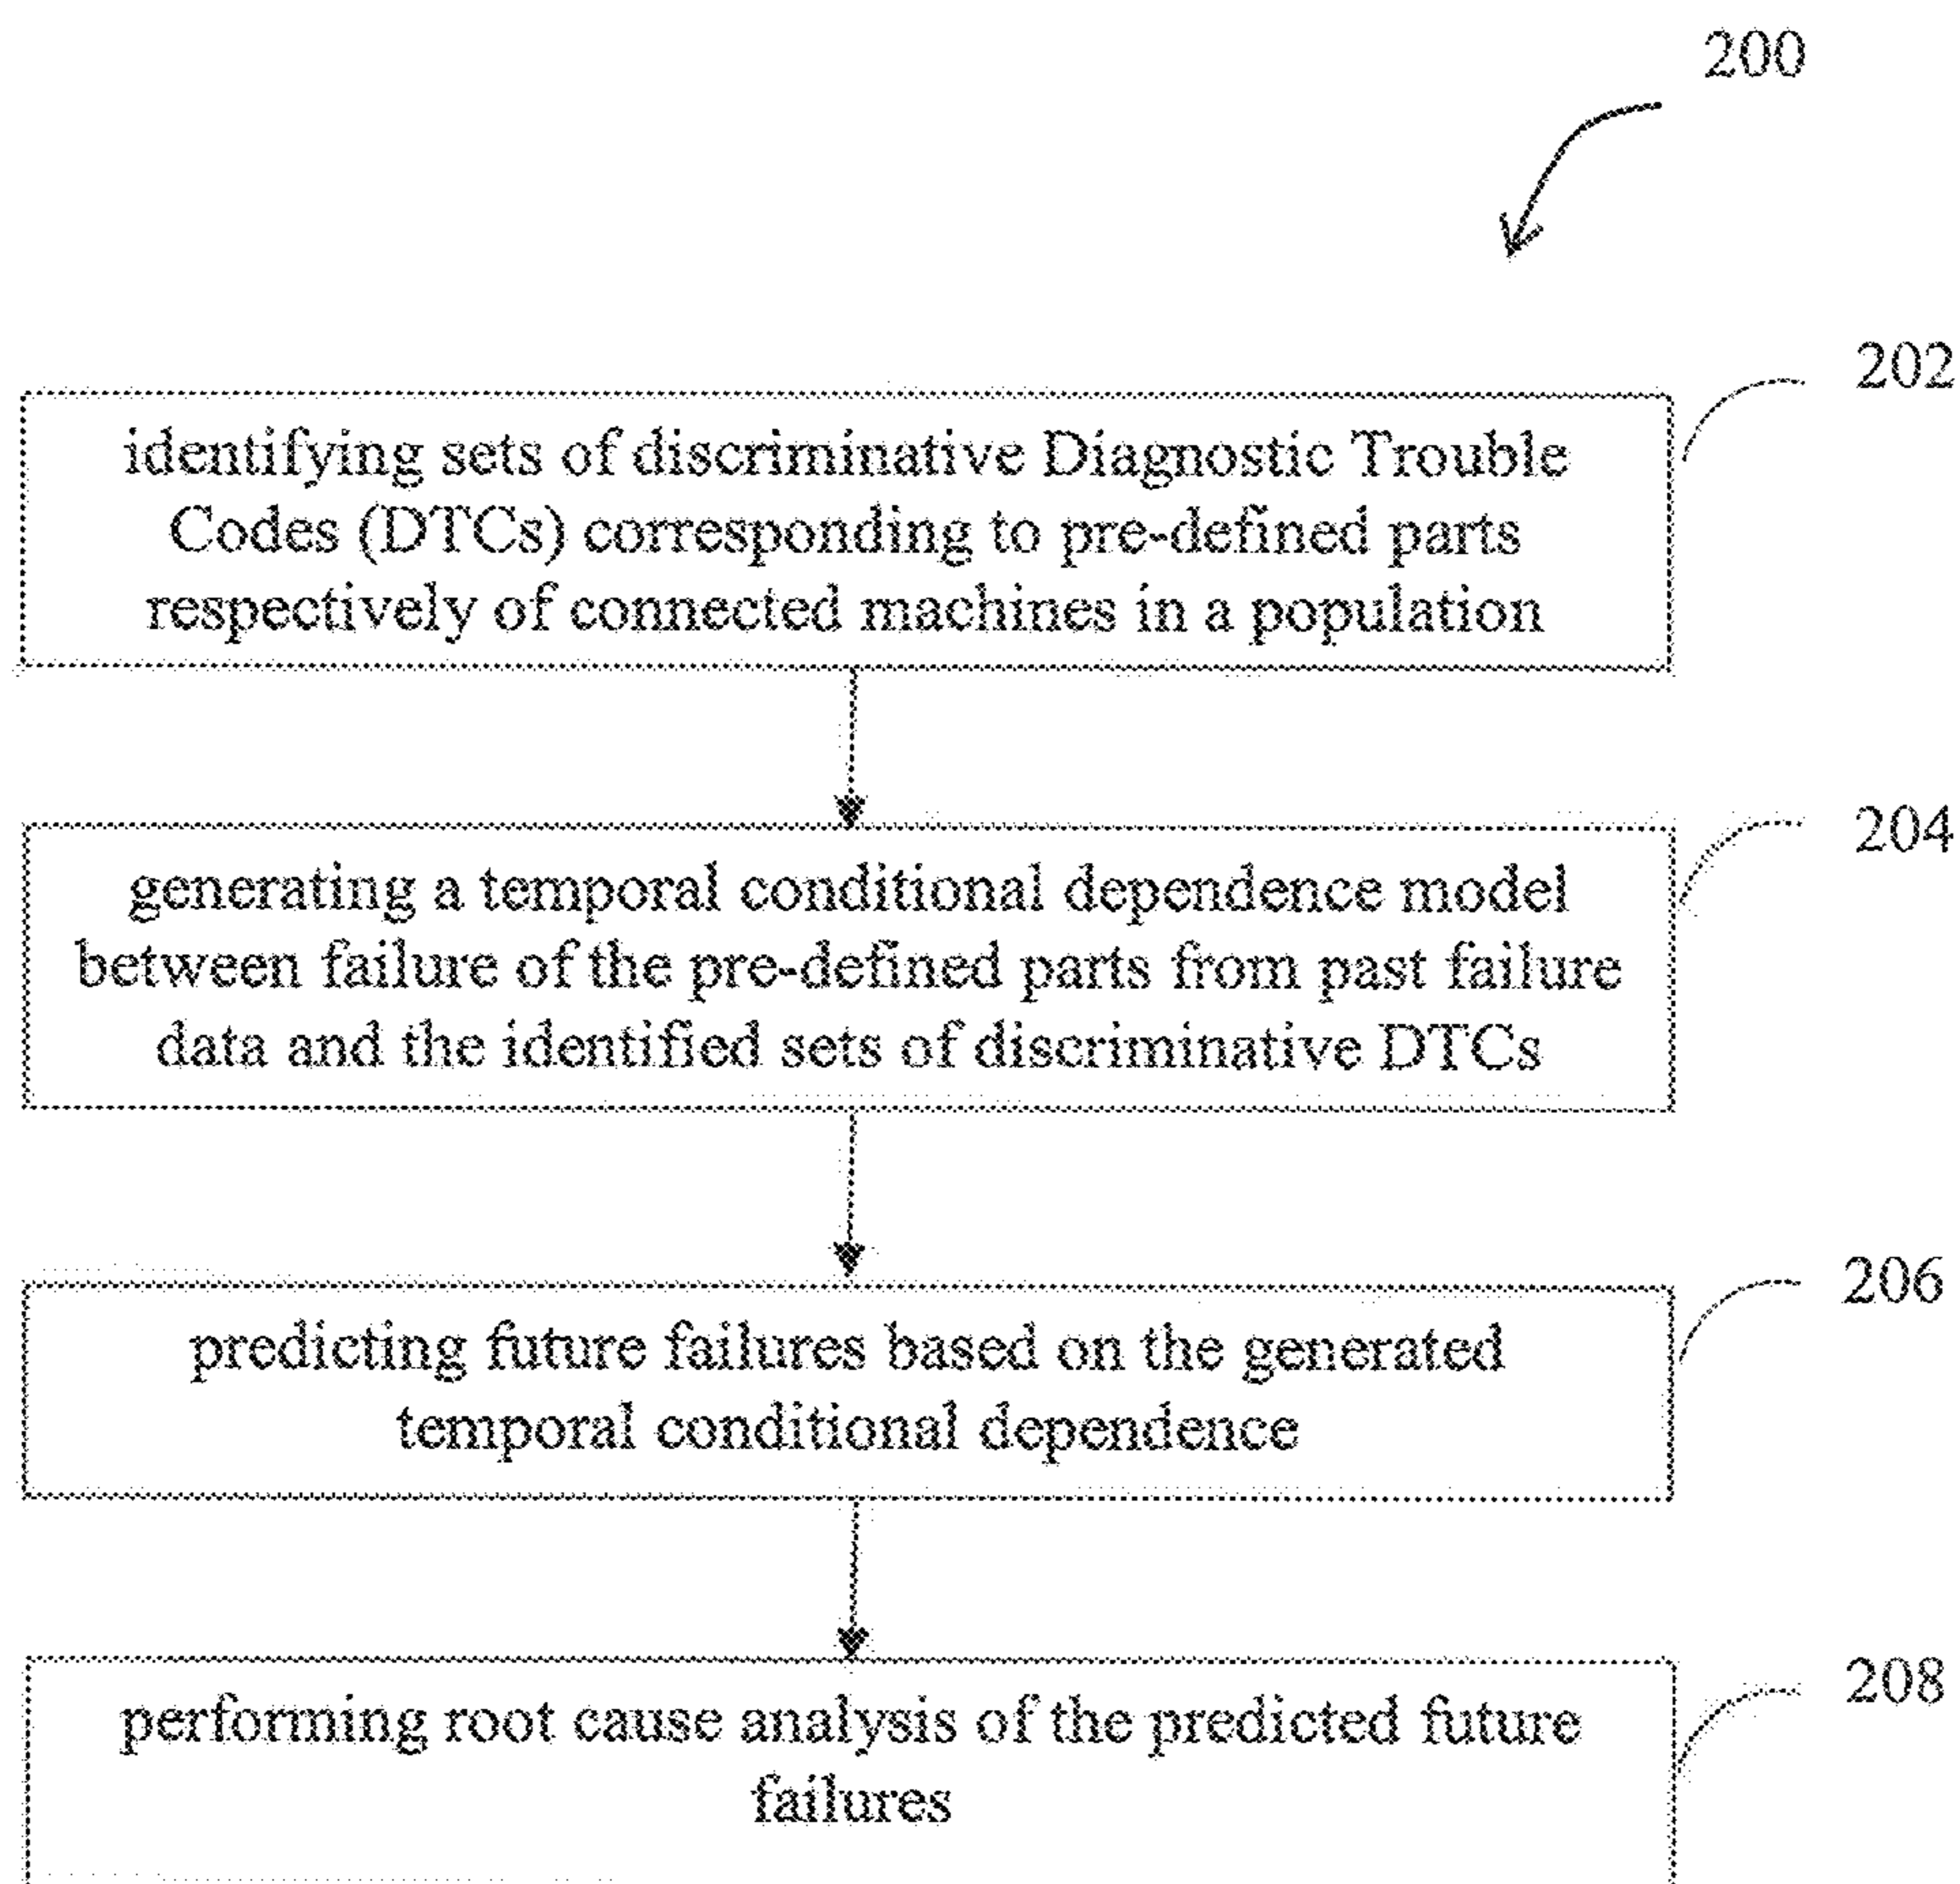 200
202
identifying sets of discriminative Diagnostic Trouble
Codes (DTCs) corresponding to pre-defined parts
respectively of connected machines in a population
204
generating a temporal conditional dependence model
between failure of the pre-defined parts from past failure
data and the identified sets of discriminative DTCs
206
predicting future failures based on the generated
temporal conditional dependence
208
performing root cause analysis of the predicted future
failures